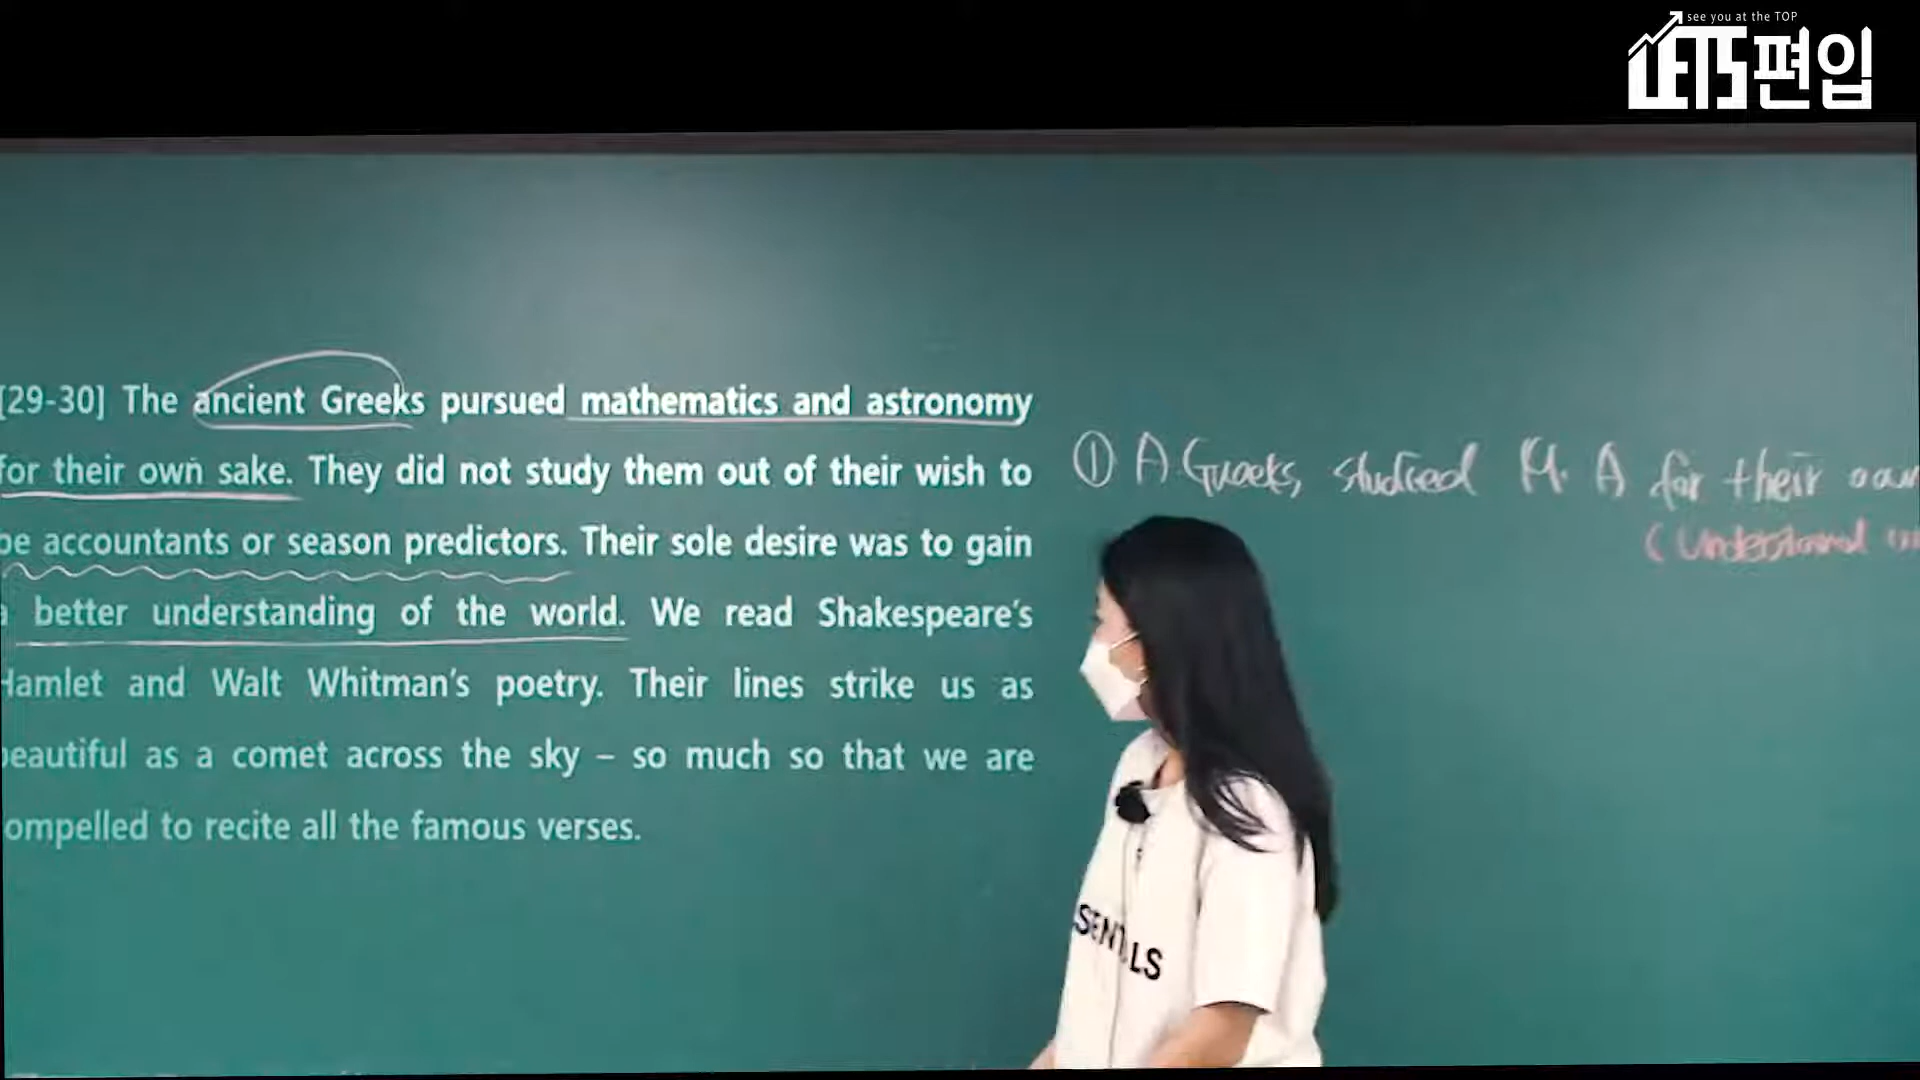 see you at the TOP
LETS편입
[29-30] The ancient Greeks pursued mathematics and astronomy
for their own sake. They did not study them out of their wish to
be accountants or season predictors. Their sole desire was to gain
a better understanding of the world. We read Shakespeare's
Hamlet and Walt Whitman's poetry. Their lines strike us as
beautiful as a comet across the sky – so much so that we are
ompelled to recite all the famous verses.
① A Greeks, studied M. A for their own
(Understand
SENTLS